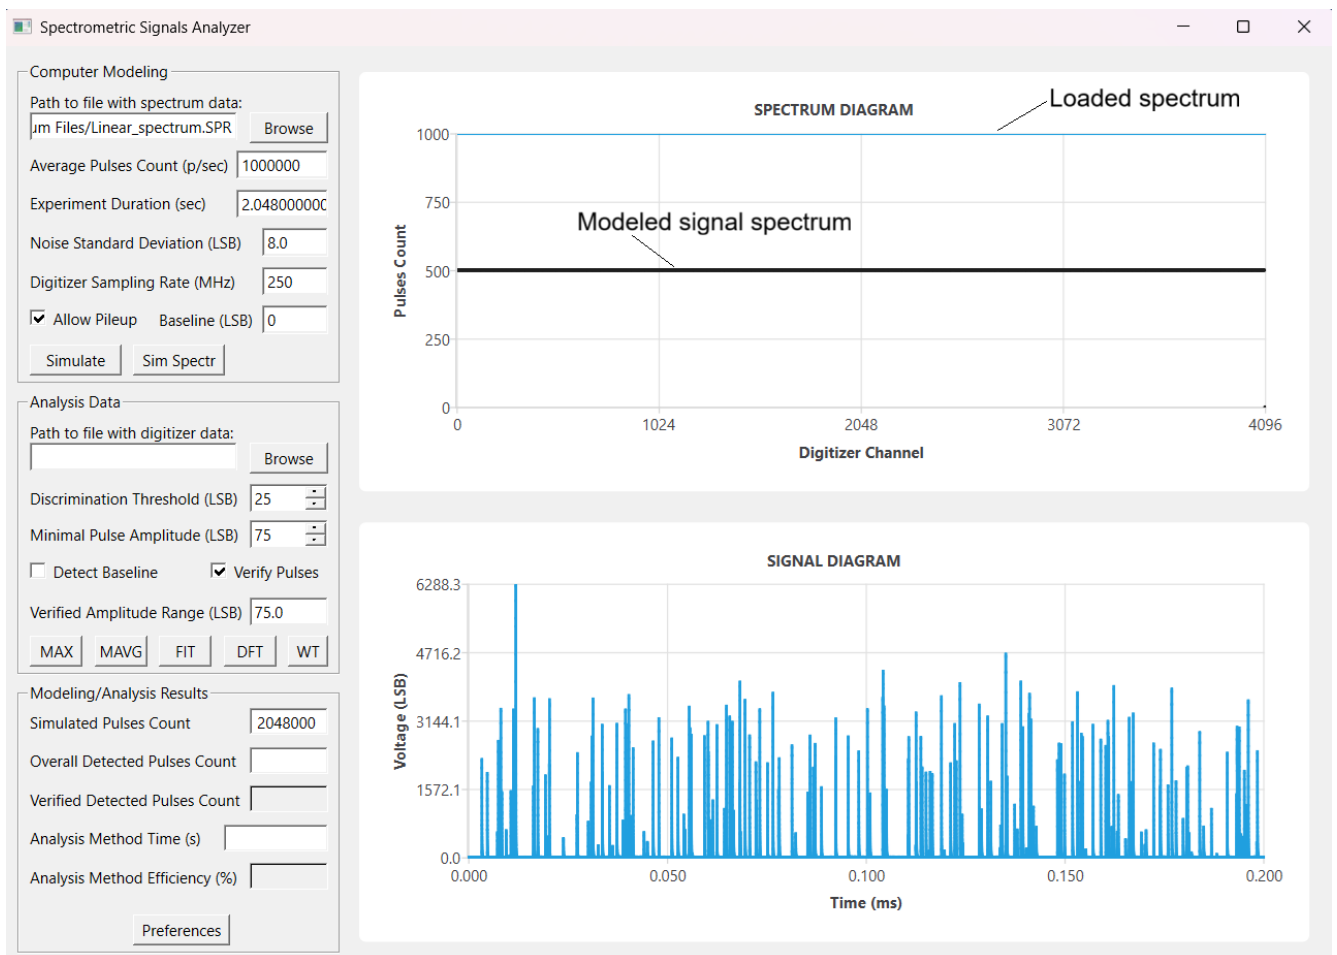 Spectrometric Signals Analyzer
Computer Modeling
Path to file with spectrum data:
um Files/Linear_spectrum.SPR Browse
Average Pulses Count (p/sec) 1000000
Experiment Duration (sec) 2.048000000
Noise Standard Deviation (LSB) 8.0
Digitizer Sampling Rate (MHz) 250
Allow Pileup Baseline (LSB) 0
Simulate Sim Spectr
Analysis Data
Path to file with digitizer data:
Browse
Discrimination Threshold (LSB) 25
Minimal Pulse Amplitude (LSB) 75
Detect Baseline Verify Pulses
Verified Amplitude Range (LSB) 75.0
MAX MAVG FIT DFT WT
Modeling/Analysis Results
Simulated Pulses Count 2048000
Overall Detected Pulses Count
Verified Detected Pulses Count
Analysis Method Time (s)
Analysis Method Efficiency (%)
Preferences
SPECTRUM DIAGRAM
Loaded spectrum
Modeled signal spectrum
Pulses Count
1000
750
500
250
0
0 1024 2048 3072 4096
Digitizer Channel
SIGNAL DIAGRAM
Voltage (LSB)
6288.3
4716.2
3144.1
1572.1
0.0
0.000 0.050 0.100 0.150 0.200
Time (ms)